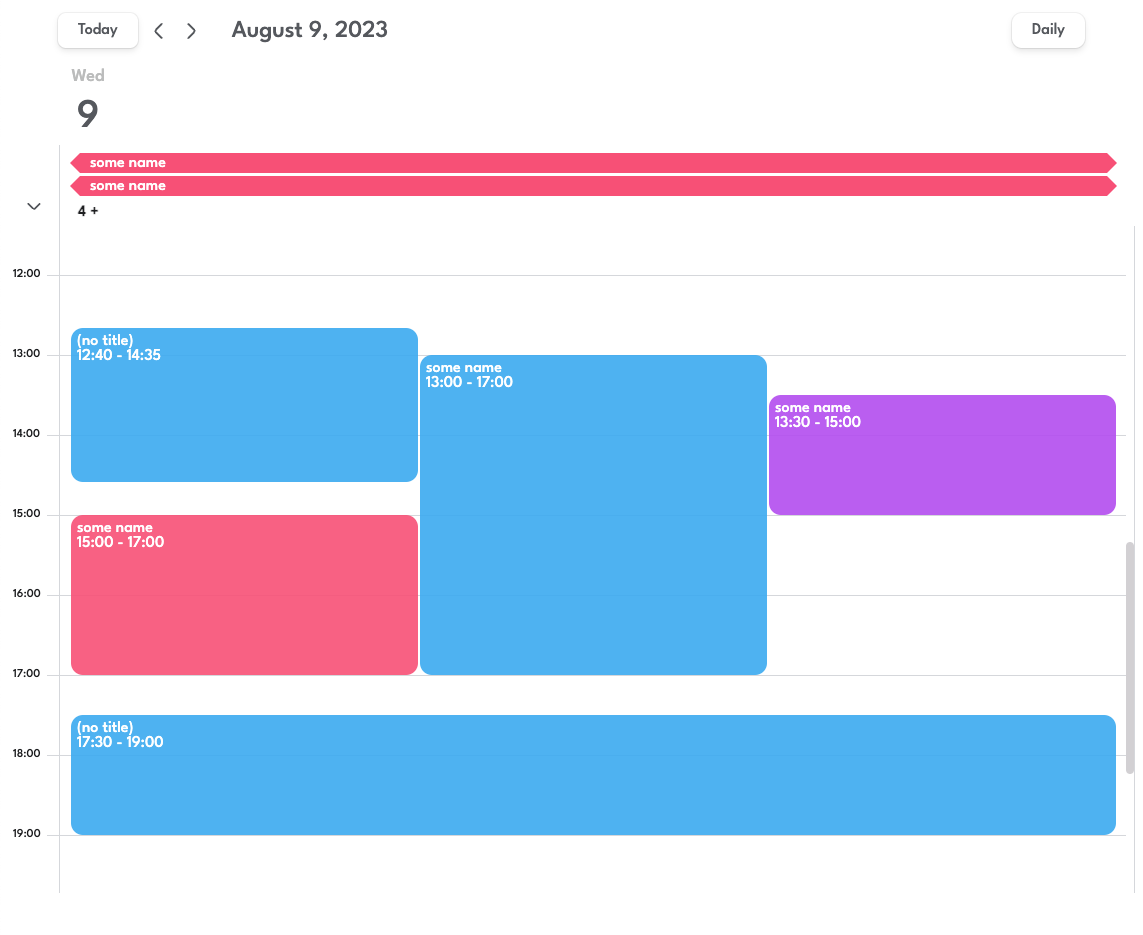 Today
August 9, 2023
Daily
Wed
9
some name
some name
4 +
12:00
(no title)
12:40 - 14:35
13:00
some name
13:00 - 17:00
some name
13:30 - 15:00
14:00
15:00
some name
15:00 - 17:00
16:00
17:00
(no title)
17:30 - 19:00
18:00
19:00